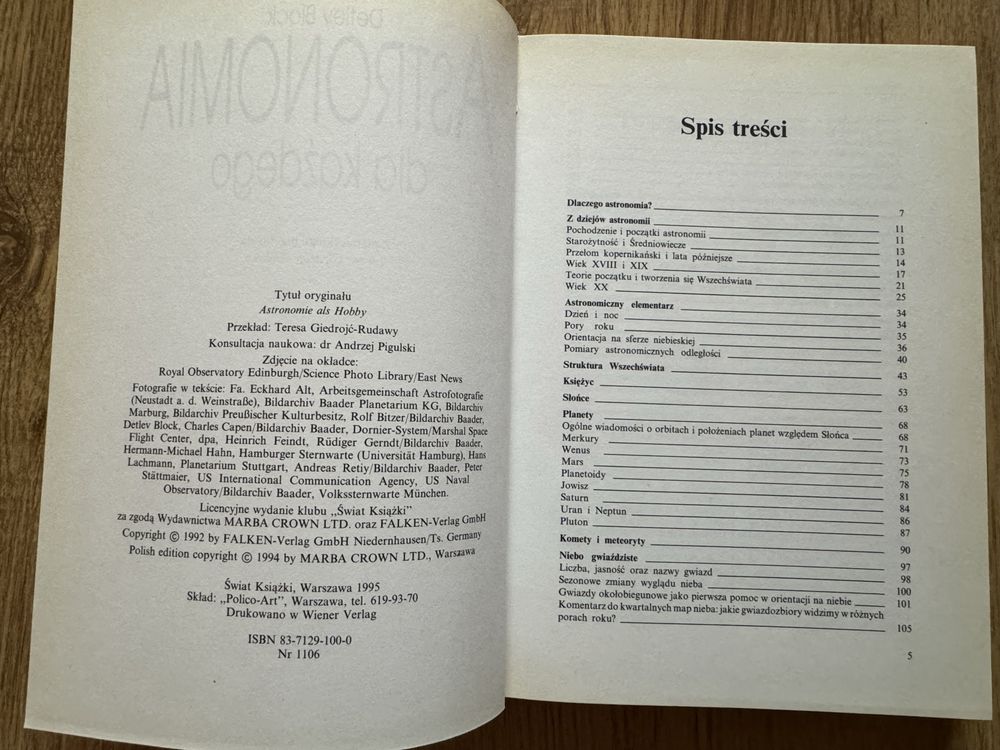 Detlev Block
ASTRONOMIA
dla każdego
Tytuł oryginału
Astronomie als Hobby
Przekład: Teresa Giedrojć-Rudawy
Konsultacja naukowa: dr Andrzej Pigulski
Zdjęcie na okładce:
Royal Observatory Edinburgh/Science Photo Library/East News
Fotografie w tekście: Fa. Eckhard Alt, Arbeitsgemeinschaft Astrofotografie
(Neustadt a. d. Weinstraße), Bildarchiv Baader Planetarium KG, Bildarchiv
Marburg, Bildarchiv Preußischer Kulturbesitz, Rolf Bitzer/Bildarchiv Baader,
Detlev Block, Charles Capen/Bildarchiv Baader, Dornier-System/Marshal Space
Flight Center, dpa, Heinrich Feindt, Rüdiger Gerndt/Bildarchiv Baader,
Hermann-Michael Hahn, Hamburger Sternwarte (Universität Hamburg), Hans
Lachmann, Planetarium Stuttgart, Andreas Retiy/Bildarchiv Baader, Peter
Stättmaier, US International Communication Agency, US Naval
Observatory/Bildarchiv Baader, Volkssternwarte München.
Licencyjne wydanie klubu „Świat Książki”
za zgodą Wydawnictwa MARBA CROWN LTD. oraz FALKEN-Verlag GmbH
Copyright © 1992 by FALKEN-Verlag GmbH Niedernhausen/Ts. Germany
Polish edition copyright © 1994 by MARBA CROWN LTD., Warszawa
Świat Książki, Warszawa 1995
Skład: „Polico-Art”, Warszawa, tel. 619-93-70
Drukowano w Wiener Verlag
ISBN 83-7129-100-0
Nr 1106
Spis treści
Dlaczego astronomia? 7
Z dziejów astronomii 11
Pochodzenie i początki astronomii 11
Starożytność i Średniowiecze 13
Przełom kopernikański i lata późniejsze 14
Wiek XVIII i XIX 17
Teorie początku i tworzenia się Wszechświata 21
Wiek XX 25
Astronomiczny elementarz 34
Dzień i noc 34
Pory roku 35
Orientacja na sferze niebieskiej 36
Pomiary astronomicznych odległości 40
Struktura Wszechświata 43
Księżyc 53
Słońce 63
Planety 68
Ogólne wiadomości o orbitach i położeniach planet względem Słońca 68
Merkury 71
Wenus 73
Mars 75
Planetoidy 78
Jowisz 81
Saturn 84
Uran i Neptun 86
Pluton 87
Komety i meteoryty 90
Niebo gwiaździste 97
Liczba, jasność oraz nazwy gwiazd 98
Sezonowe zmiany wyglądu nieba 100
Gwiazdy okołobiegunowe jako pierwsza pomoc w orientacji na niebie 101
Komentarz do kwartalnych map nieba: jakie gwiazdozbiory widzimy w różnych
porach roku? 105
5